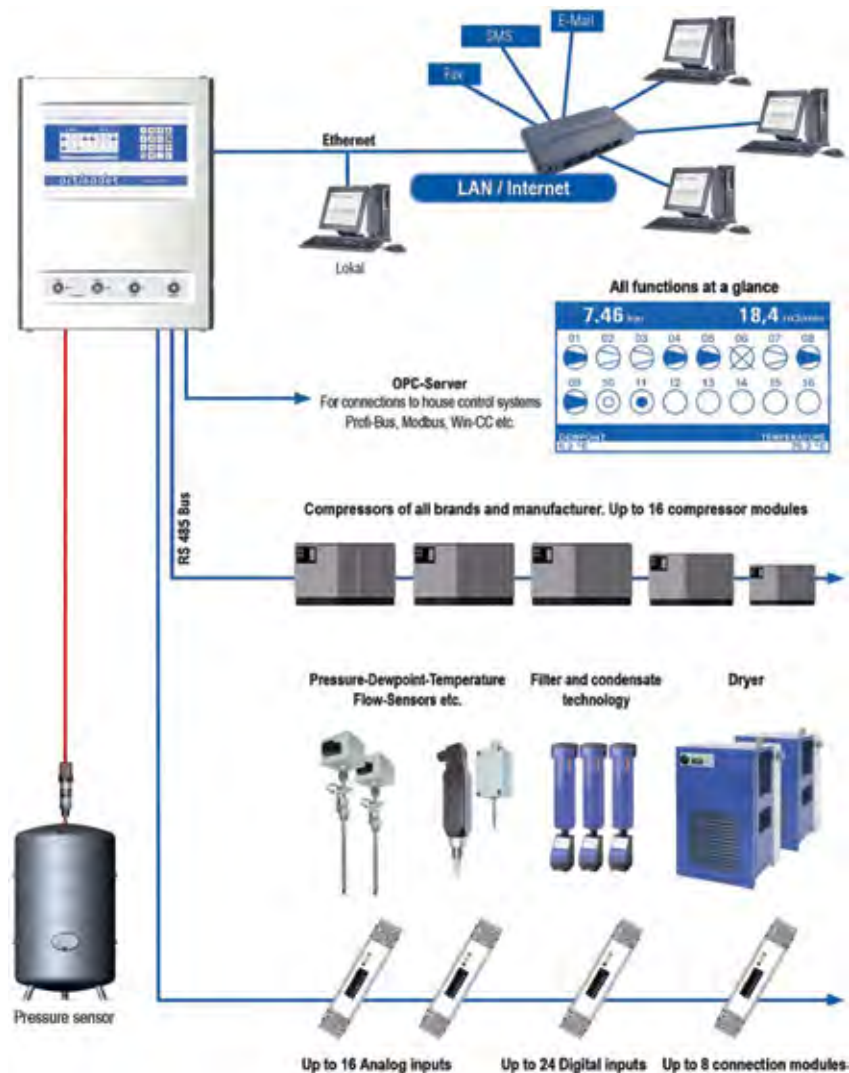 E-Mail
SMS
Fax
Ethernet
LAN / Internet
Lokal
All functions at a glance
7.46 bar 18,4 m3/min
01 02 03 04 05 06 07 08
09 10 11 12 13 14 15 16
DEWPOINT TEMPERATURE
OPC-Server
For connections to house control systems
Profi-Bus, Modbus, Win-CC etc.
RS 485 Bus
Compressors of all brands and manufacturer. Up to 16 compressor modules
Pressure-Dewpoint-Temperature
Flow-Sensors etc.
Filter and condensate
technology
Dryer
Pressure sensor
Up to 16 Analog inputs
Up to 24 Digital inputs
Up to 8 connection modules